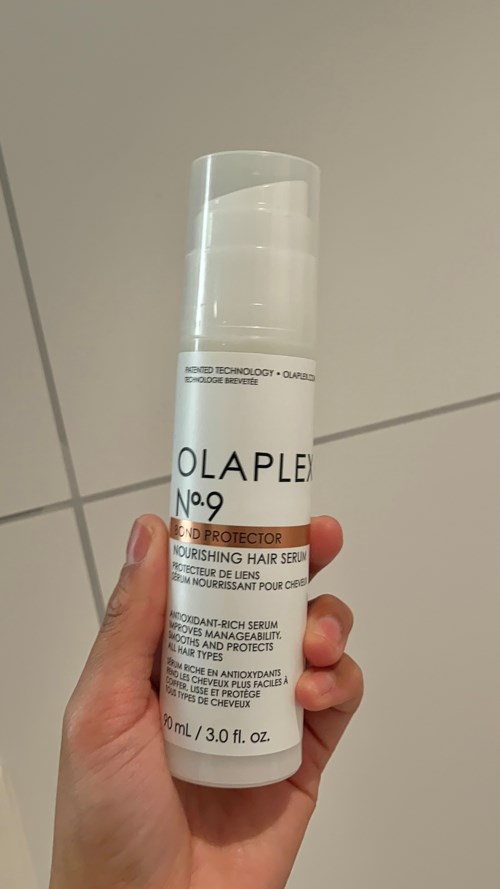 PATENTED TECHNOLOGY • OLAPLEX.COM
TECHNOLOGIE BREVETÉE
OLAPLEX
Nº.9
BOND PROTECTOR
NOURISHING HAIR SERUM
PROTECTEUR DE LIENS
SÉRUM NOURRISSANT POUR CHEVEUX
ANTIOXIDANT-RICH SERUM
IMPROVES MANAGEABILITY,
SMOOTHS AND PROTECTS
ALL HAIR TYPES
SÉRUM RICHE EN ANTIOXYDANTS
REND LES CHEVEUX PLUS FACILES À
COIFFER, LISSE ET PROTÈGE
TOUS TYPES DE CHEVEUX
90 mL / 3.0 fl. oz.